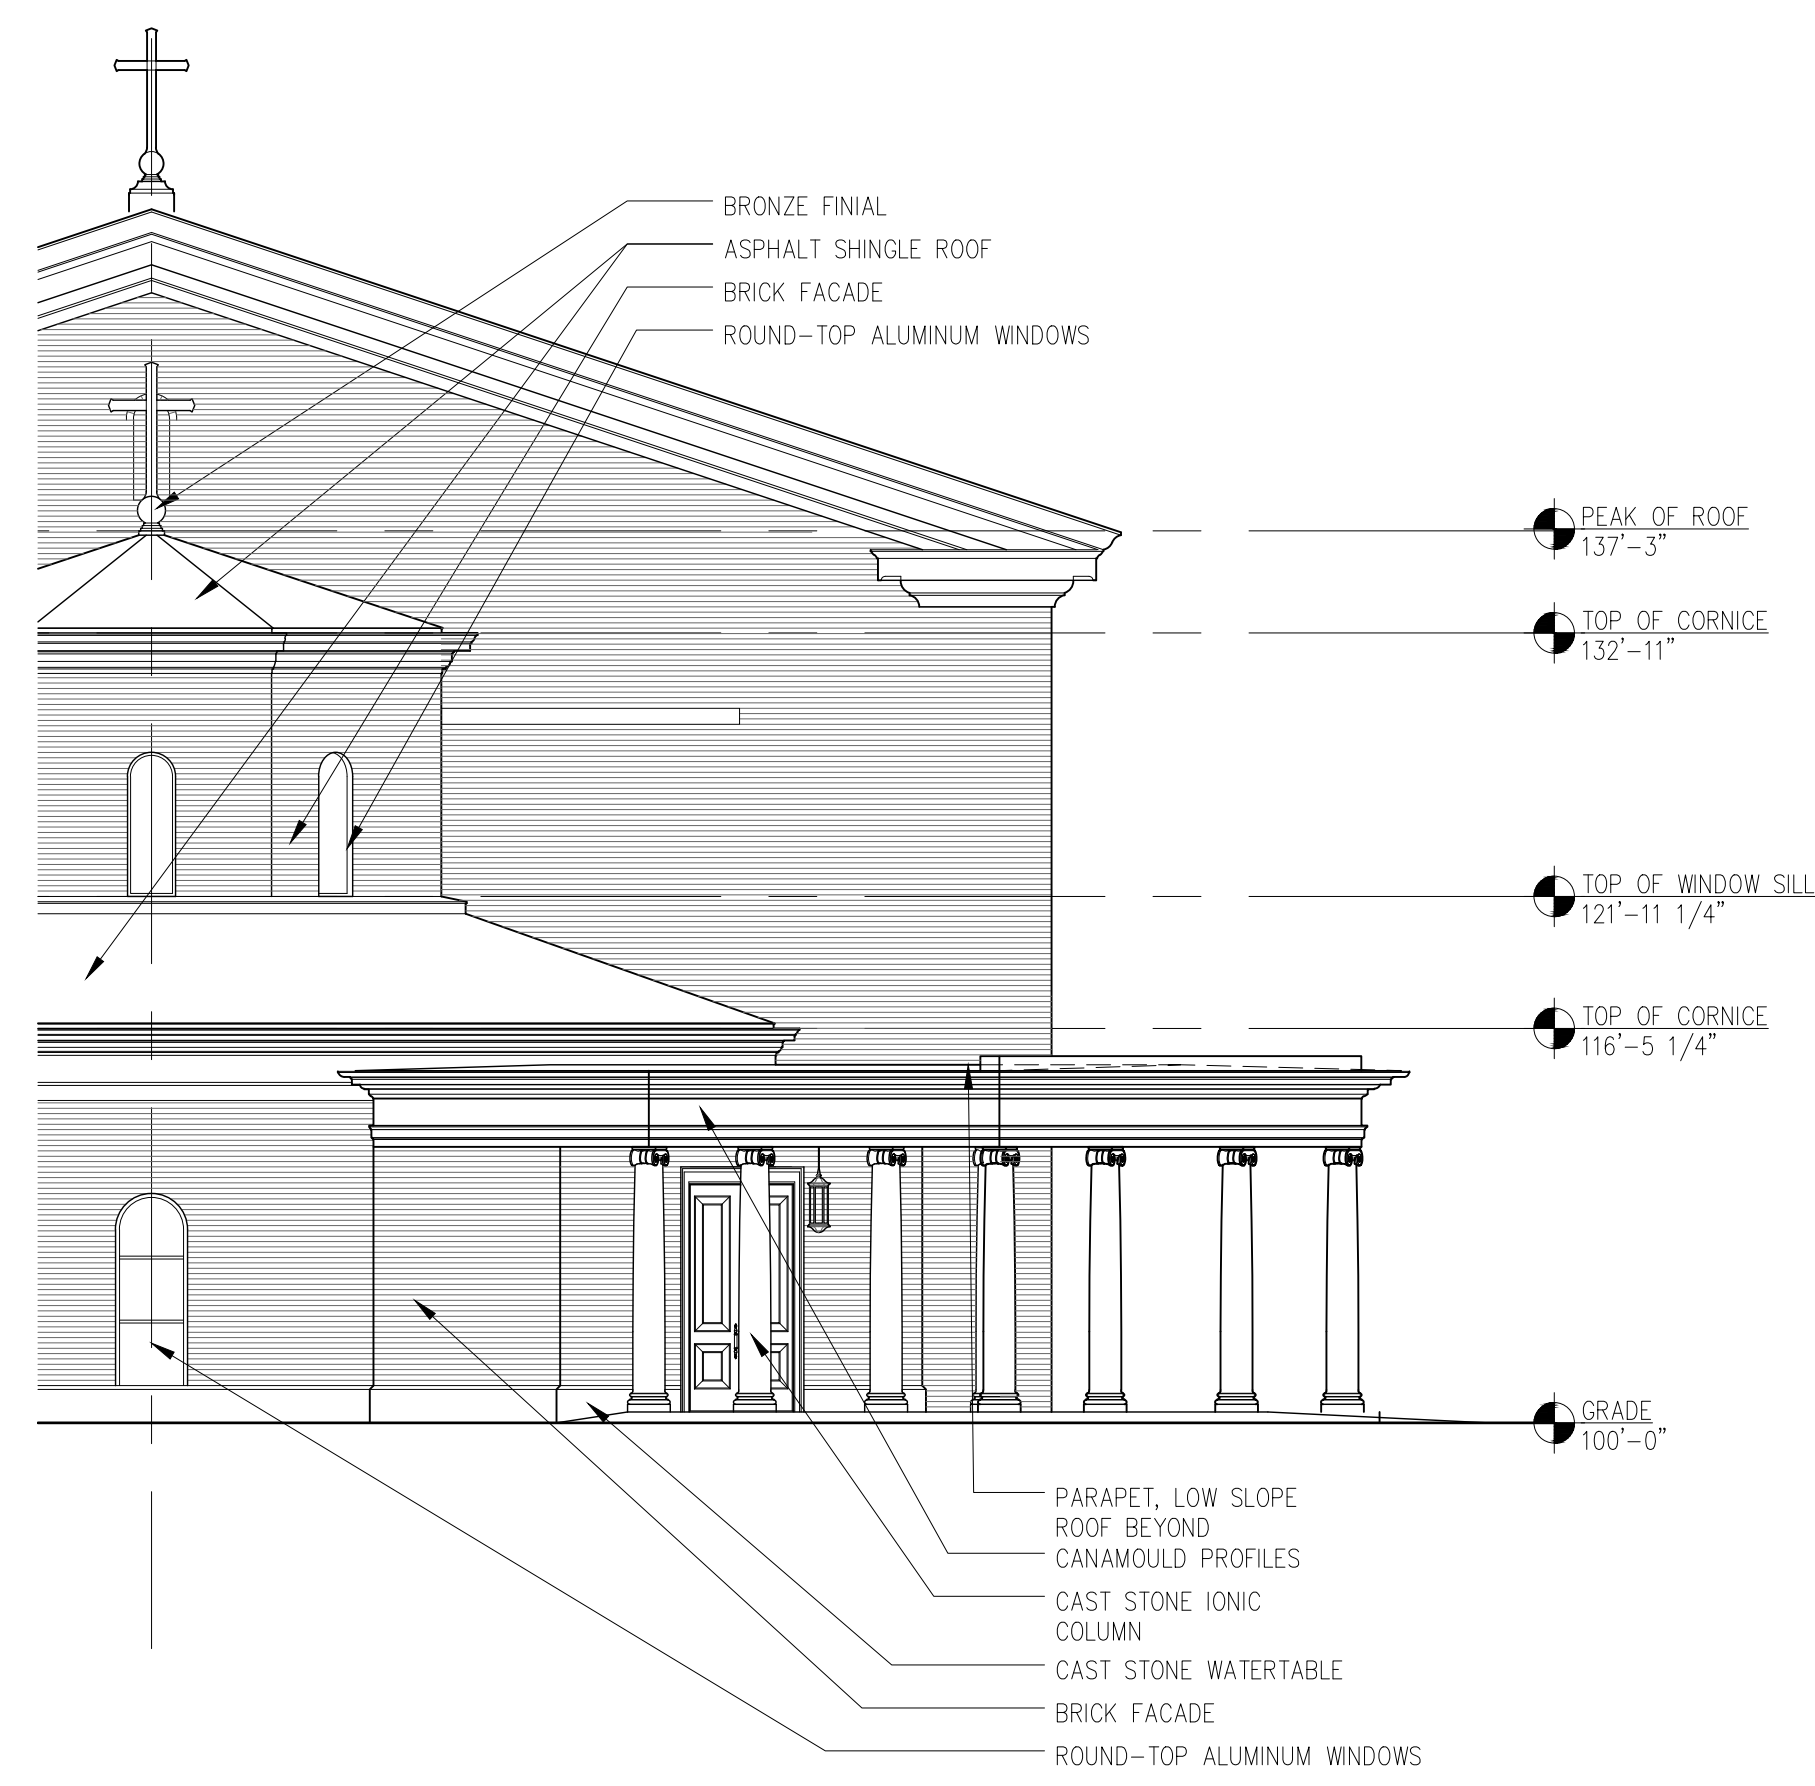 BRONZE FINIAL
ASPHALT SHINGLE ROOF
BRICK FACADE
ROUND-TOP ALUMINUM WINDOWS
PEAK OF ROOF
137'-3"
TOP OF CORNICE
132'-11"
TOP OF WINDOW SILL
121'-11 1/4"
TOP OF CORNICE
116'-5 1/4"
GRADE
100'-0"
PARAPET, LOW SLOPE
ROOF BEYOND
CANAMOULD PROFILES
CAST STONE IONIC
COLUMN
CAST STONE WATERTABLE
BRICK FACADE
ROUND-TOP ALUMINUM WINDOWS